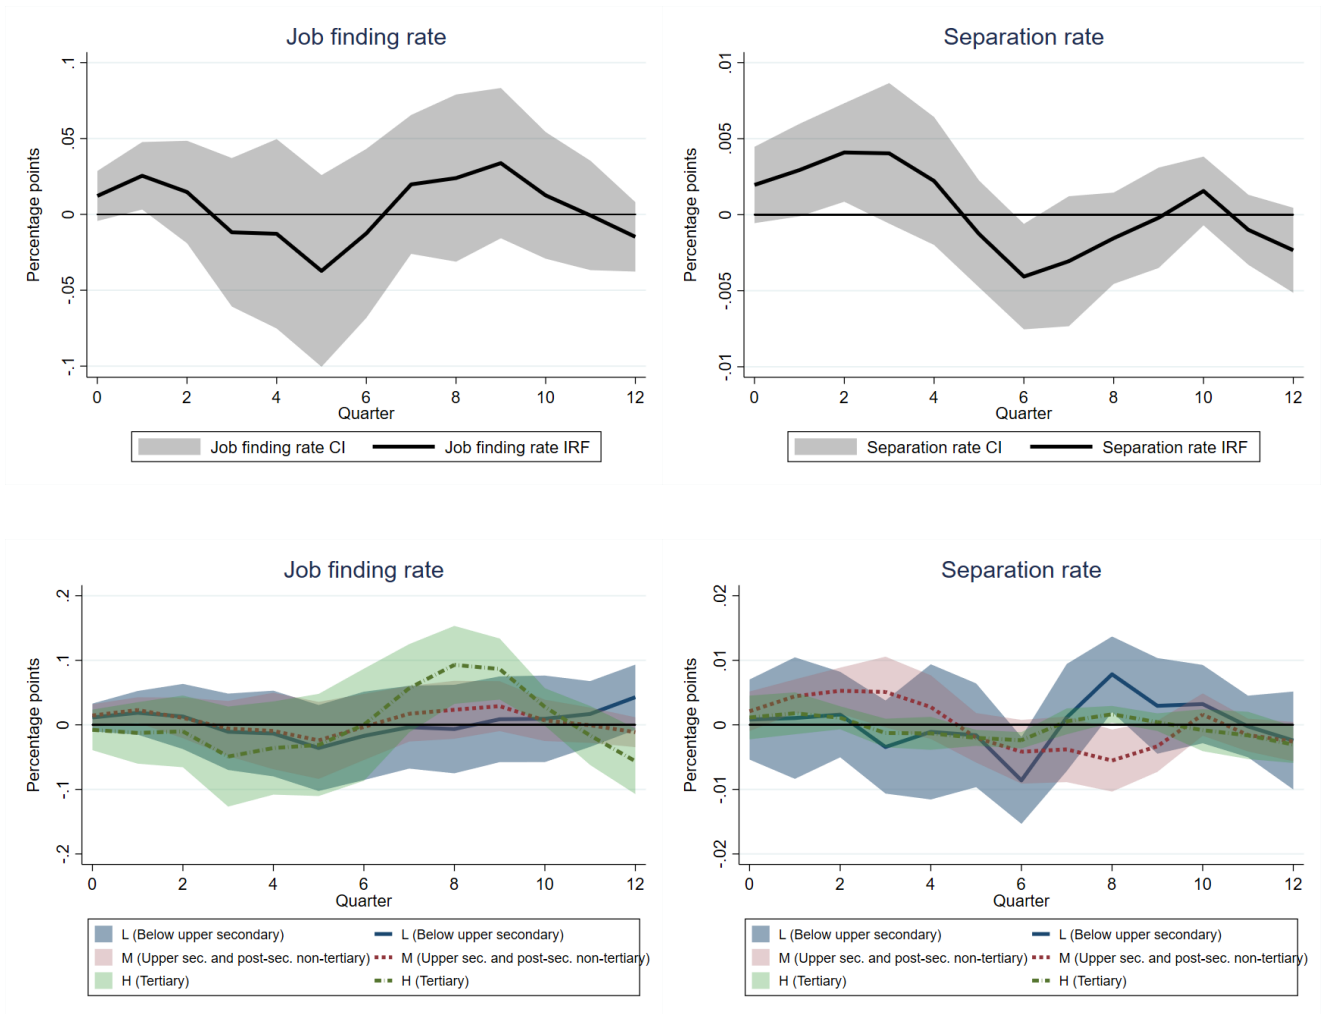 Job finding rate
Percentage points
.1
.05
0
-.05
-.1
0 2 4 6 8 10 12
Quarter
Job finding rate CI Job finding rate IRF
Separation rate
Percentage points
.01
.005
0
-.005
-.01
0 2 4 6 8 10 12
Quarter
Separation rate CI Separation rate IRF
Job finding rate
Percentage points
.2
.1
0
-.1
-.2
0 2 4 6 8 10 12
Quarter
L (Below upper secondary) L (Below upper secondary)
M (Upper sec. and post-sec. non-tertiary) M (Upper sec. and post-sec. non-tertiary)
H (Tertiary) H (Tertiary)
Separation rate
Percentage points
.02
.01
0
-.01
-.02
0 2 4 6 8 10 12
Quarter
L (Below upper secondary) L (Below upper secondary)
M (Upper sec. and post-sec. non-tertiary) M (Upper sec. and post-sec. non-tertiary)
H (Tertiary) H (Tertiary)